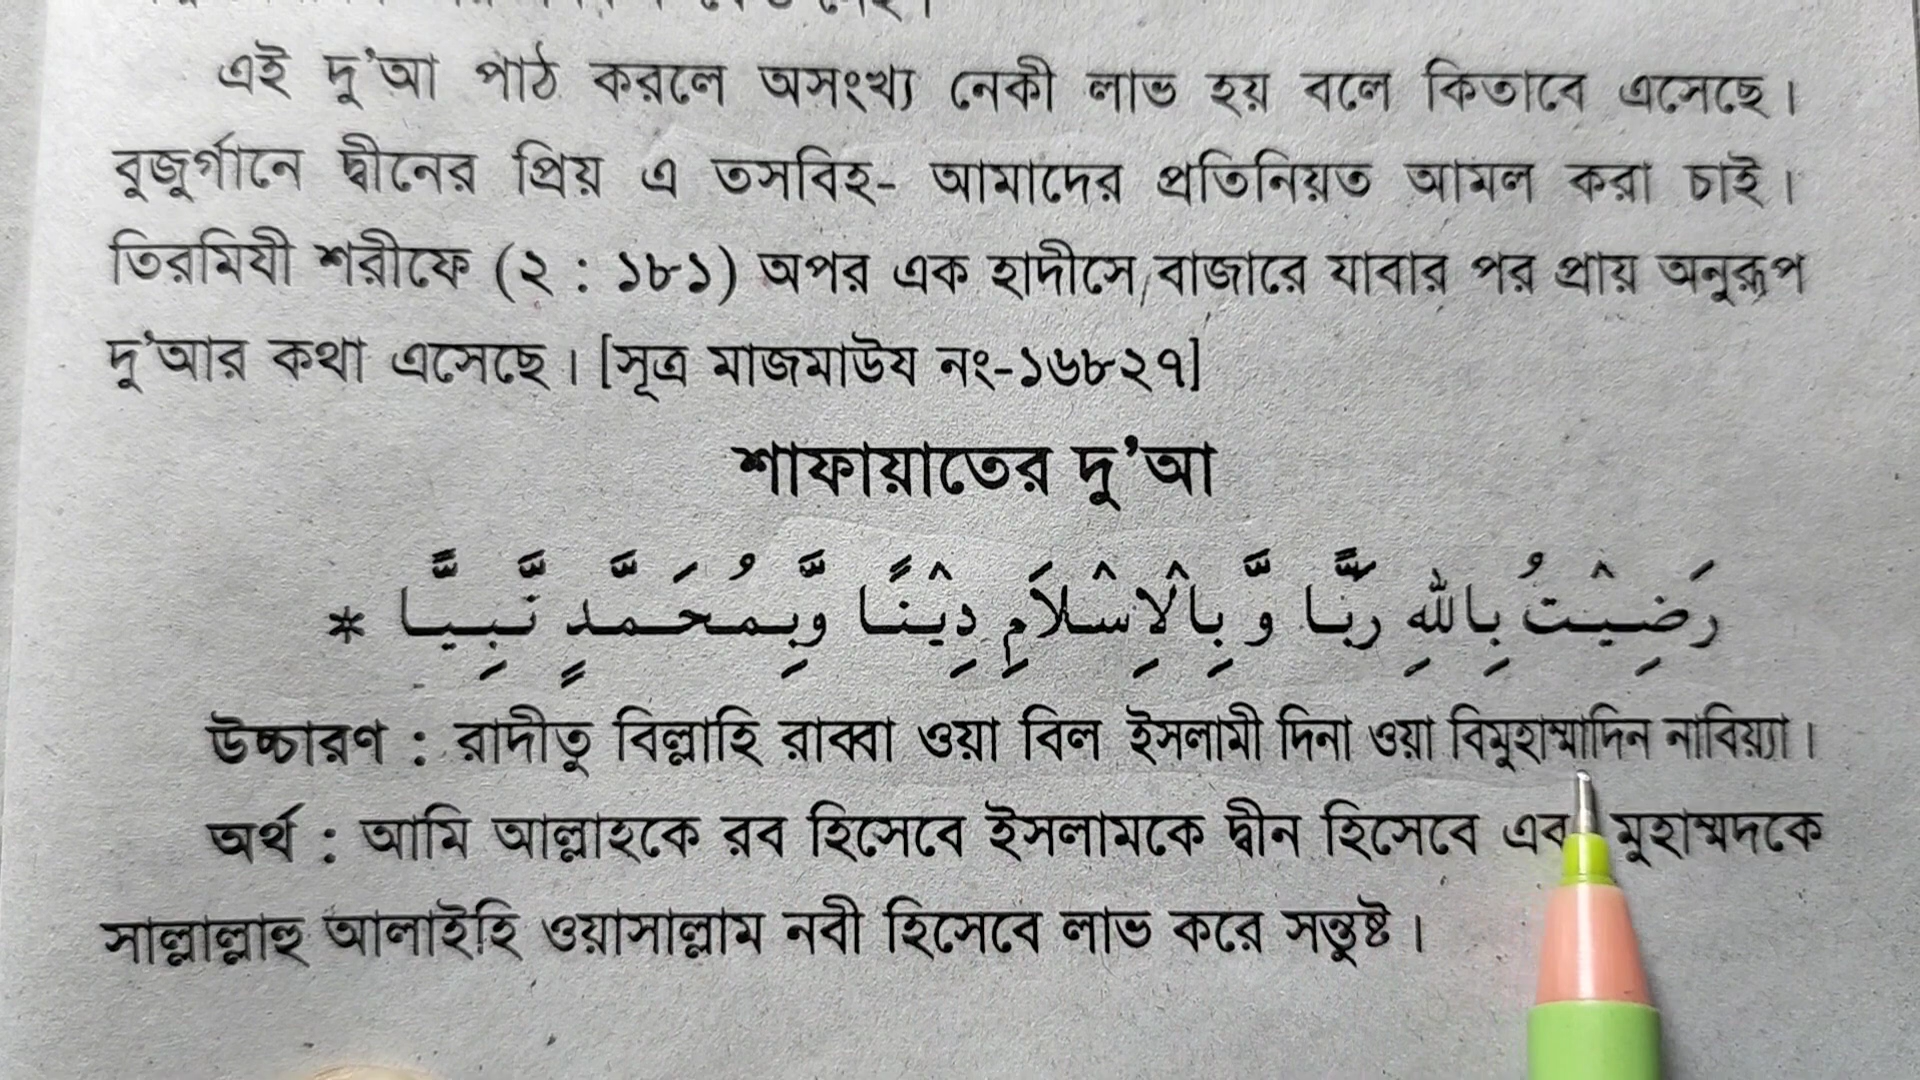 এই দু'আ পাঠ করলে অসংখ্য নেকী লাভ হয় বলে কিতাবে এসেছে।
বুজুর্গানে দ্বীনের প্রিয় এ তসবিহ- আমাদের প্রতিনিয়ত আমল করা চাই।
তিরমিযী শরীফে (২ : ১৮১) অপর এক হাদীসে বাজারে যাবার পর প্রায় অনুরূপ
দু'আর কথা এসেছে। [সূত্র মাজমাউয নং-১৬৮২৭]
শাফায়াতের দু'আ
رَضِيْتُ بِاللهِ رَبًّا وَّ بِالْاِسْلَامِ دِيْنًا وَّبِمُحَمَّدٍ نَّبِيًّا *
উচ্চারণ : রাদীতু বিল্লাহি রাব্বা ওয়া বিল ইসলামী দিনা ওয়া বিমুহাম্মাদিন নাবিয়্যা।
অর্থ : আমি আল্লাহকে রব হিসেবে ইসলামকে দ্বীন হিসেবে মুহাম্মদকে
সাল্লাল্লাহু আলাইহি ওয়াসাল্লাম নবী হিসেবে লাভ করে সন্তুষ্ট।